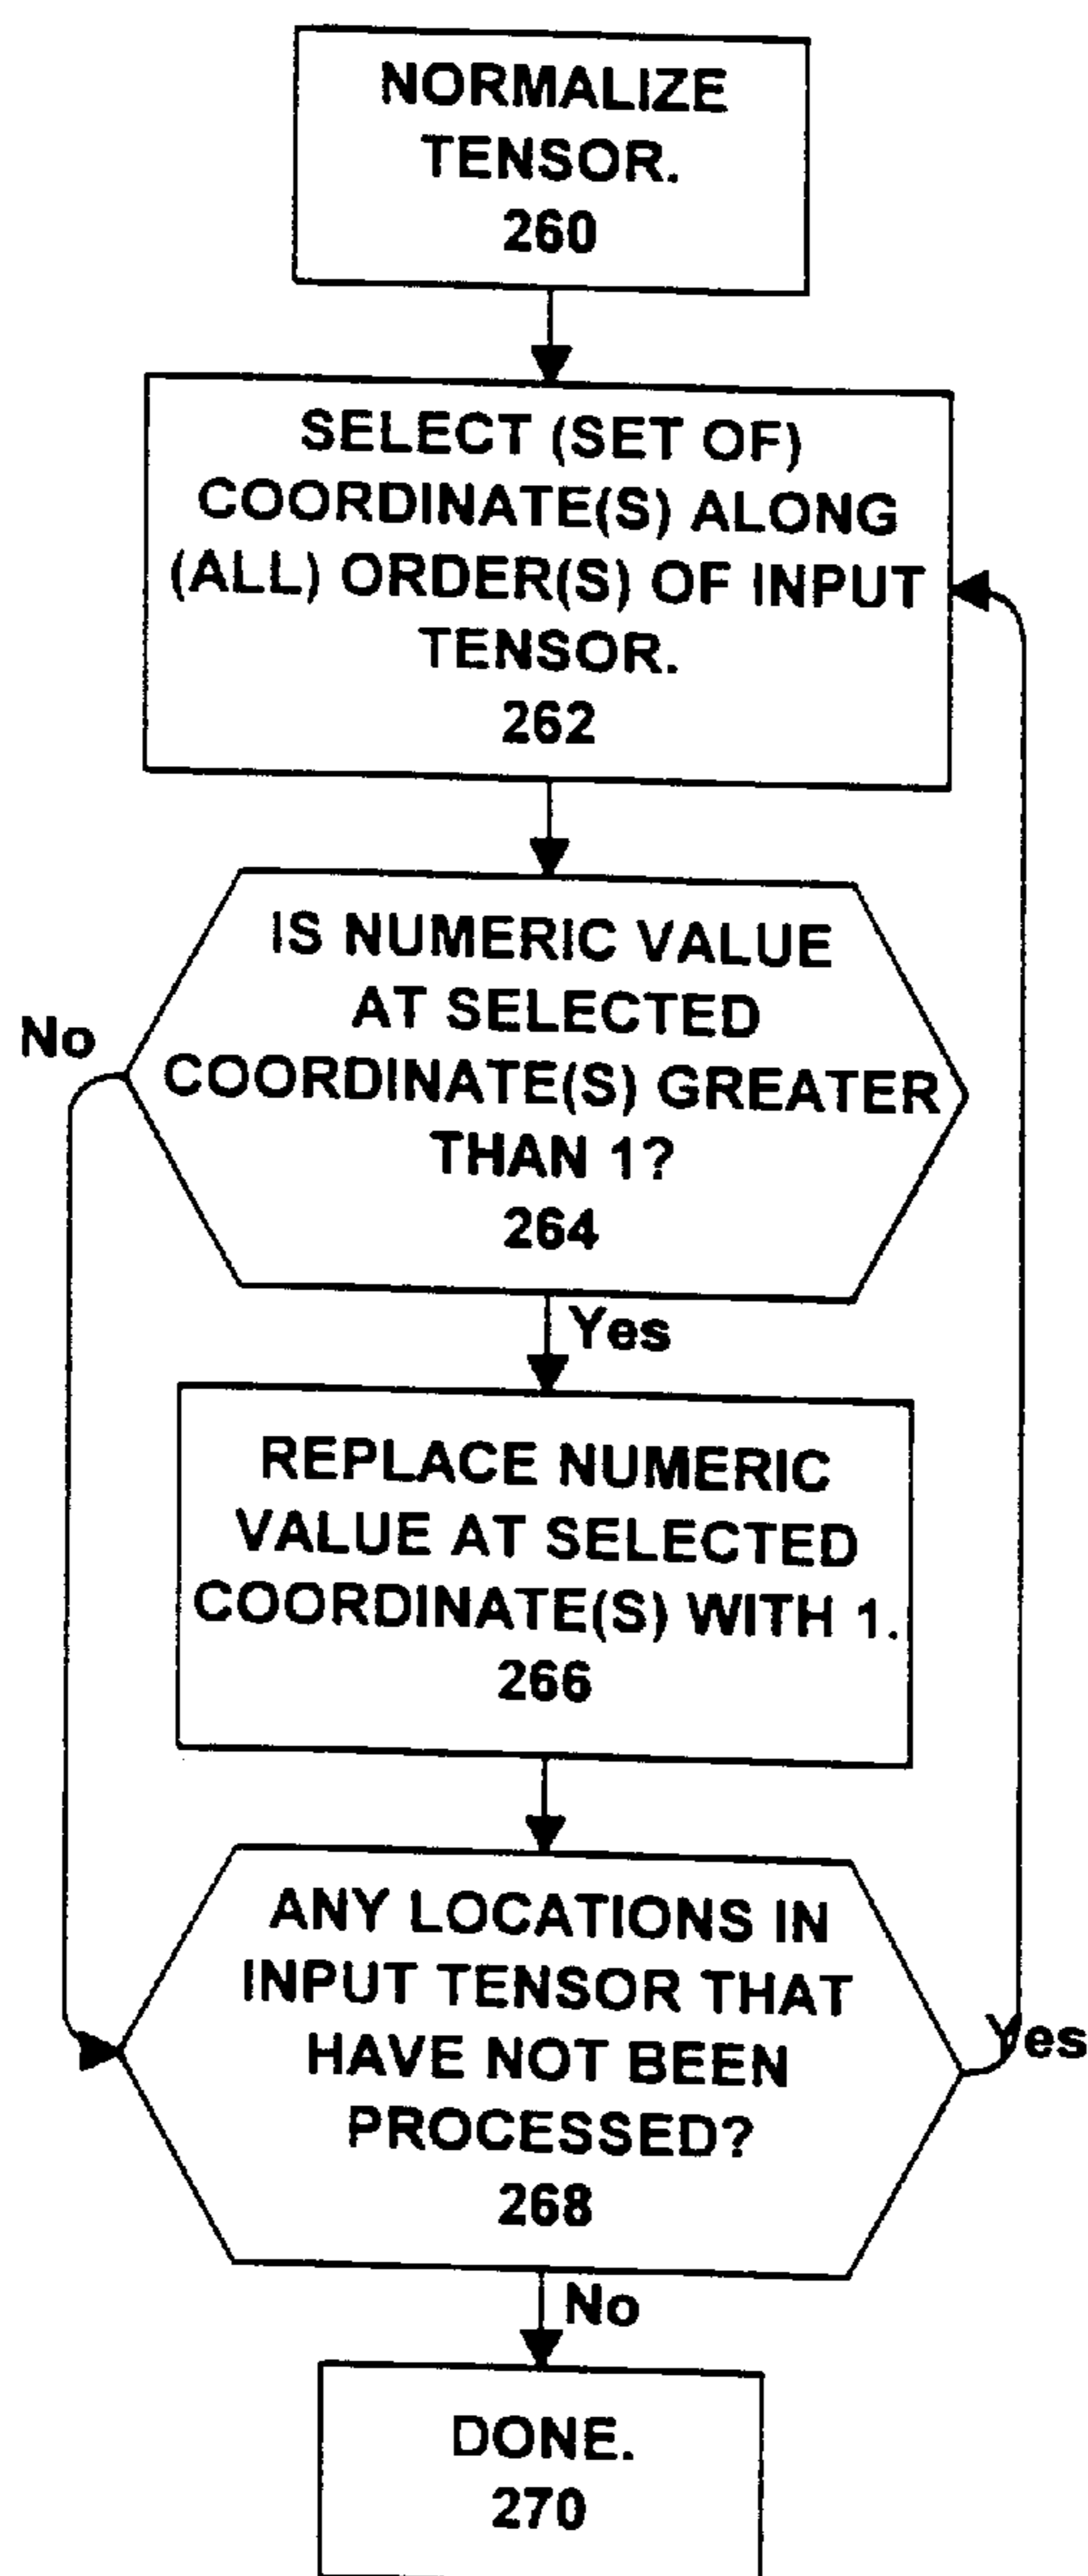 NORMALIZE
TENSOR.
260
SELECT (SET OF)
COORDINATE(S) ALONG
(ALL) ORDER(S) OF INPUT
TENSOR.
262
IS NUMERIC VALUE
AT SELECTED
COORDINATE(S) GREATER
THAN 1?
264
No
Yes
REPLACE NUMERIC
VALUE AT SELECTED
COORDINATE(S) WITH 1.
266
ANY LOCATIONS IN
INPUT TENSOR THAT
HAVE NOT BEEN
PROCESSED?
268
Yes
No
DONE.
270